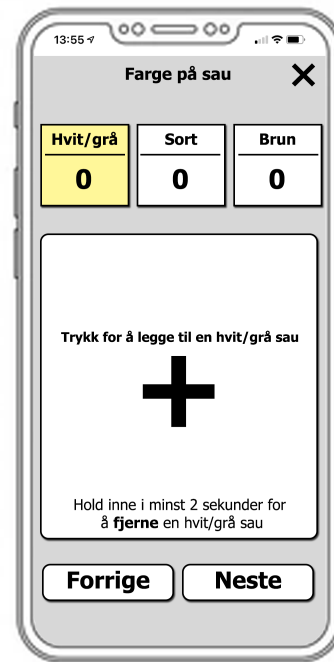 13:55
Farge på sau
Hvit/grå Sort Brun
0 0 0
Trykk for å legge til en hvit/grå sau
Hold inne i minst 2 sekunder for
å fjerne en hvit/grå sau
Forrige Neste